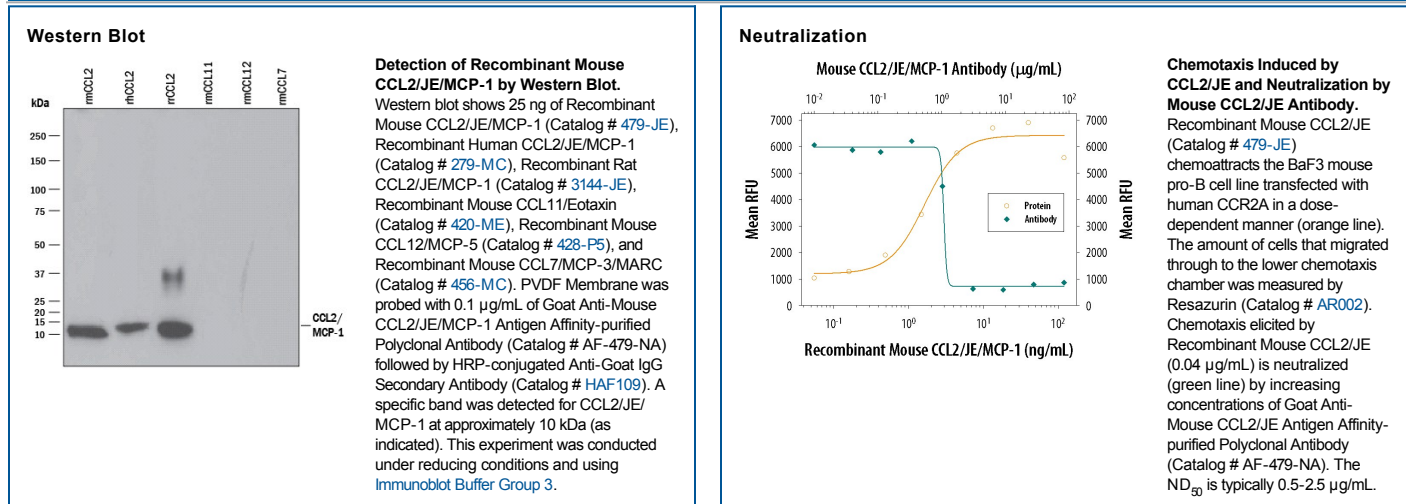 Western Blot
rmCCL2
rhCCL2
rrCCL2
rmCCL11
rmCCL12
rmCCL7
kDa
250
150
100
75
50
37
25
20
15
10
CCL2/
MCP-1
Detection of Recombinant Mouse
CCL2/JE/MCP-1 by Western Blot.
Western blot shows 25 ng of Recombinant
Mouse CCL2/JE/MCP-1 (Catalog # 479-JE),
Recombinant Human CCL2/JE/MCP-1
(Catalog # 279-MC), Recombinant Rat
CCL2/JE/MCP-1 (Catalog # 3144-JE),
Recombinant Mouse CCL11/Eotaxin
(Catalog # 420-ME), Recombinant Mouse
CCL12/MCP-5 (Catalog # 428-P5), and
Recombinant Mouse CCL7/MCP-3/MARC
(Catalog # 456-MC). PVDF Membrane was
probed with 0.1 µg/mL of Goat Anti-Mouse
CCL2/JE/MCP-1 Antigen Affinity-purified
Polyclonal Antibody (Catalog # AF-479-NA)
followed by HRP-conjugated Anti-Goat IgG
Secondary Antibody (Catalog # HAF109). A
specific band was detected for CCL2/JE/
MCP-1 at approximately 10 kDa (as
indicated). This experiment was conducted
under reducing conditions and using
Immunoblot Buffer Group 3.
Neutralization
Mouse CCL2/JE/MCP-1 Antibody (µg/mL)
10-2 10-1 100 101 102
7000 7000
6000 6000
5000 5000
4000 4000
3000 3000
2000 2000
1000 1000
0 0
Mean RFU
Mean RFU
Protein
Antibody
10-1 100 101 102
Recombinant Mouse CCL2/JE/MCP-1 (ng/mL)
Chemotaxis Induced by
CCL2/JE and Neutralization by
Mouse CCL2/JE Antibody.
Recombinant Mouse CCL2/JE
(Catalog # 479-JE)
chemoattracts the BaF3 mouse
pro-B cell line transfected with
human CCR2A in a dose-
dependent manner (orange line).
The amount of cells that migrated
through to the lower chemotaxis
chamber was measured by
Resazurin (Catalog # AR002).
Chemotaxis elicited by
Recombinant Mouse CCL2/JE
(0.04 µg/mL) is neutralized
(green line) by increasing
concentrations of Goat Anti-
Mouse CCL2/JE Antigen Affinity-
purified Polyclonal Antibody
(Catalog # AF-479-NA). The
ND50 is typically 0.5-2.5 µg/mL.